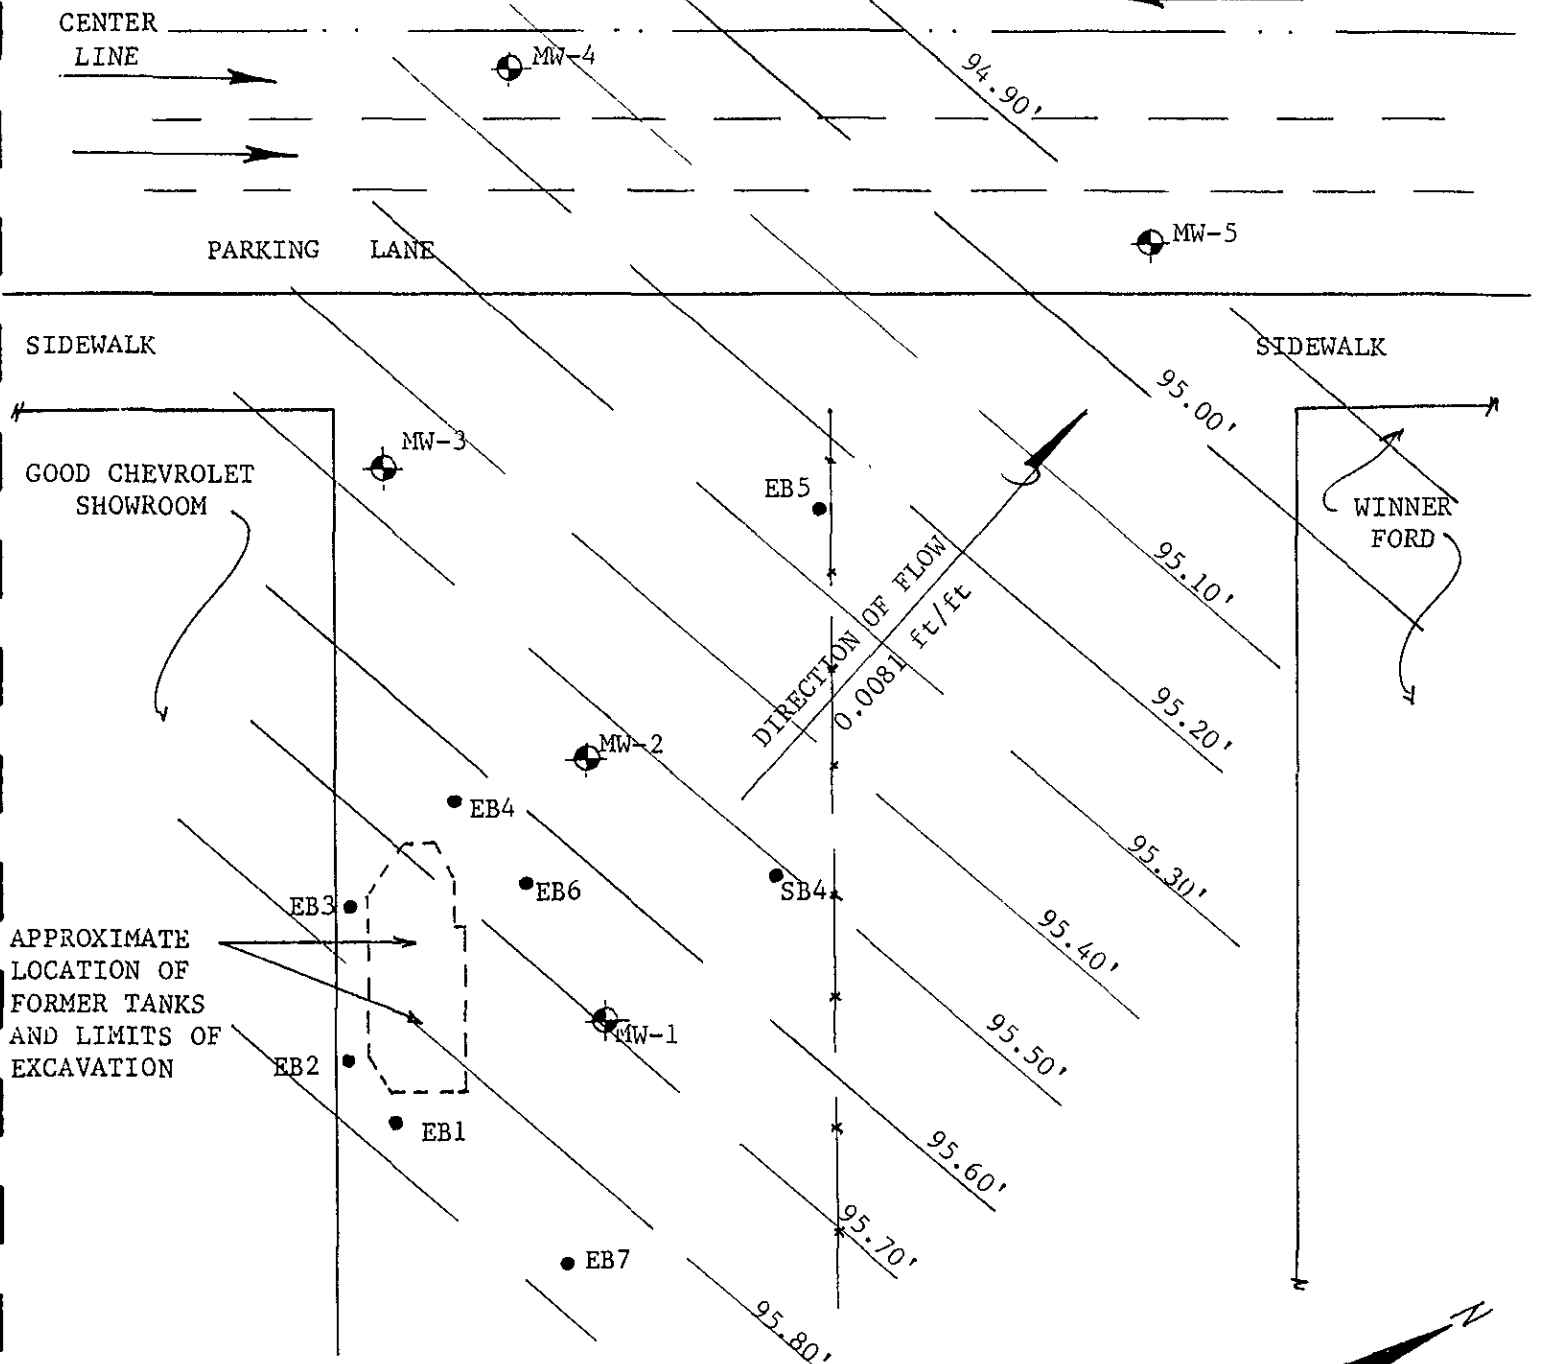 CENTER
LINE
MW-4
94.90'
MW-5
PARKING LANE
SIDEWALK
SIDEWALK
95.00'
MW-3
GOOD CHEVROLET
SHOWROOM
EB5
WINNER
FORD
95.10'
DIRECTION OF FLOW
0.0081 ft/ft
95.20'
MW-2
EB4
95.30'
EB6
SB4
EB3
95.40'
APPROXIMATE
LOCATION OF
FORMER TANKS
AND LIMITS OF
EXCAVATION
MW-1
95.50'
EB2
EB1
95.60'
95.70'
EB7
95.80'
N